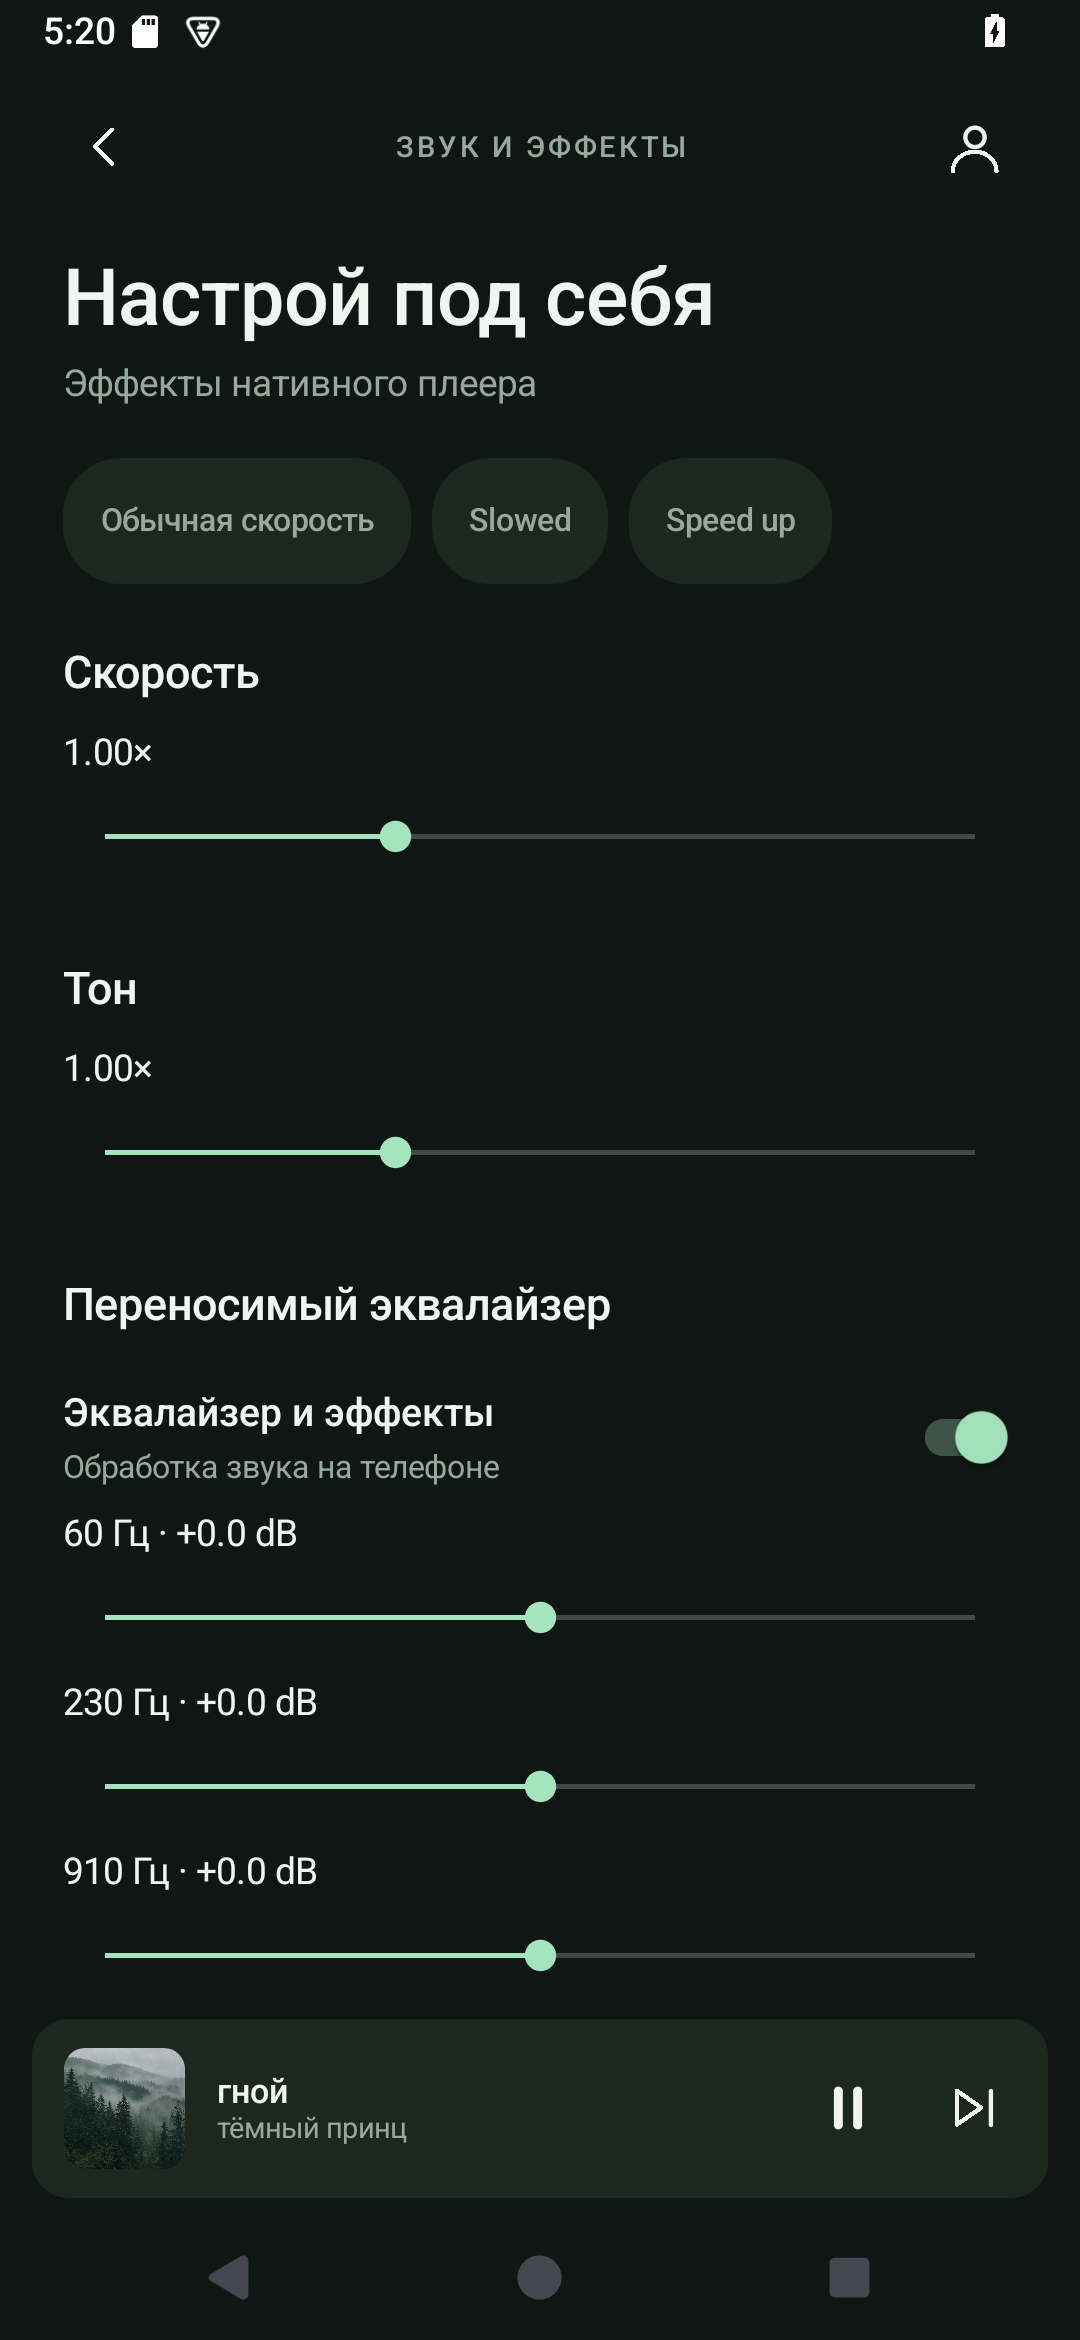 5:20
ЗВУК И ЭФФЕКТЫ
Настрой под себя
Эффекты нативного плеера
Обычная скорость
Slowed
Speed up
Скорость
1.00×
Тон
1.00×
Переносимый эквалайзер
Эквалайзер и эффекты
Обработка звука на телефоне
60 Гц · +0.0 dB
230 Гц · +0.0 dB
910 Гц · +0.0 dB
гной
тёмный принц